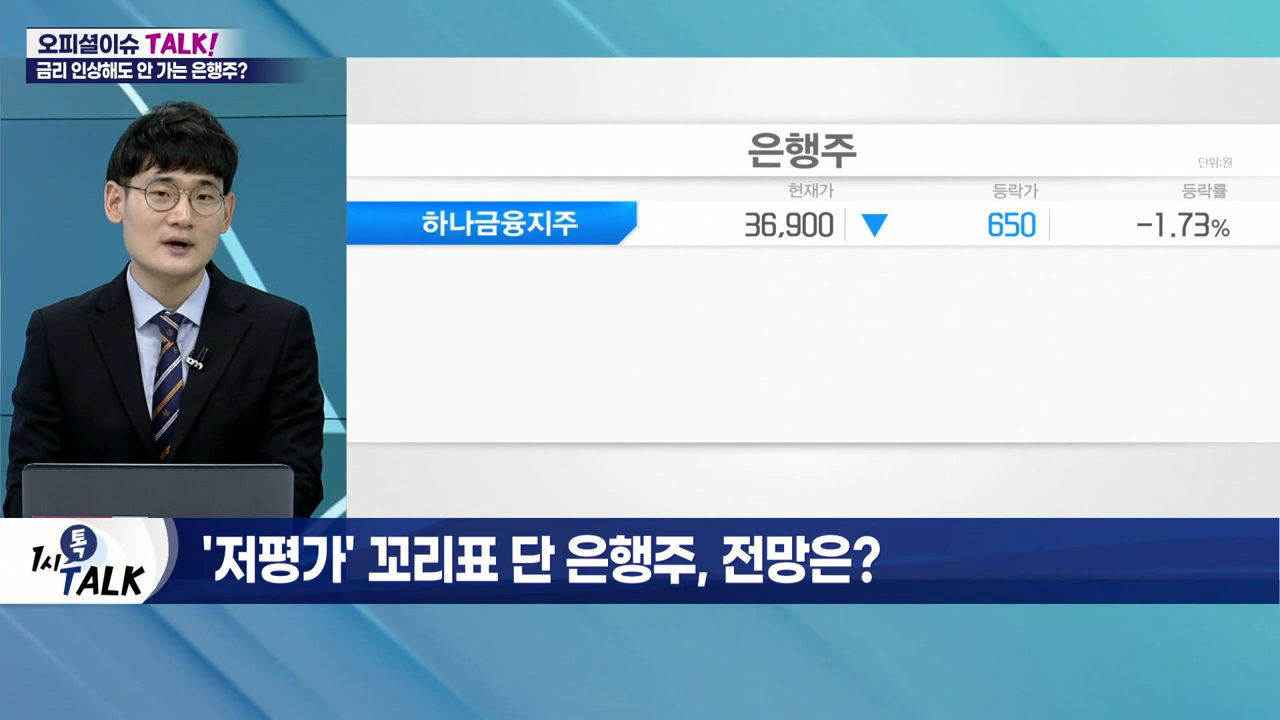 오피셜이슈 TALK!
금리 인상해도 안 가는 은행주?
은행주
단위:원
현재가 등락가 등락률
하나금융지주 36,900 ▼ 650 -1.73%
1시 톡 TALK
'저평가' 꼬리표 단 은행주, 전망은?